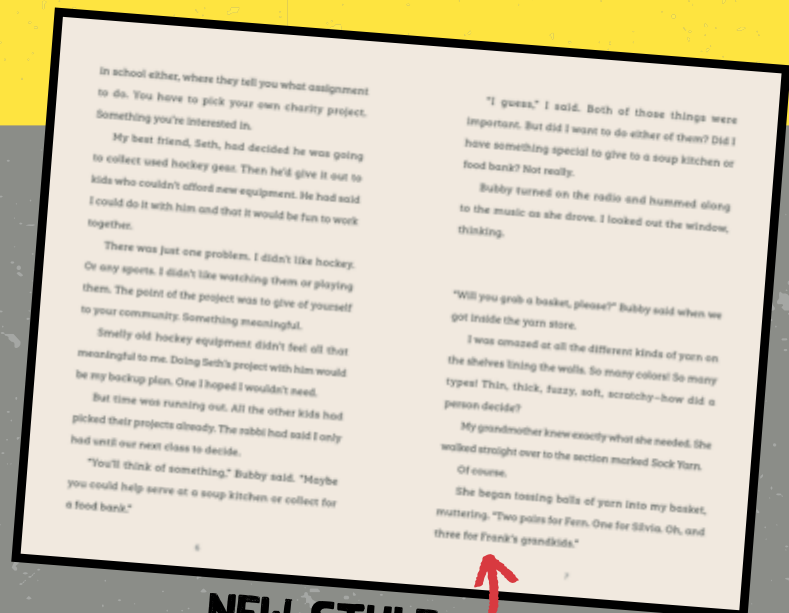 in school either, where they tell you what assignment
to do. You have to pick your own charity project.
Something you're interested in.
My best friend, Seth, had decided he was going
to collect used hockey gear. Then he'd give it out to
kids who couldn't afford new equipment. He had said
I could do it with him and that it would be fun to work
together.
There was just one problem. I didn't like hockey.
Or any sports. I didn't like watching them or playing
them. The point of the project was to give of yourself
to your community. Something meaningful.
Smelly old hockey equipment didn't feel all that
meaningful to me. Doing Seth's project with him would
be my backup plan. One I hoped I wouldn't need.
But time was running out. All the other kids had
picked their projects already. The rabbi had said I only
had until our next class to decide.
"You'll think of something," Bubby said. "Maybe
you could help serve at a soup kitchen or collect for
a food bank."
6
"I guess," I said. Both of those things were
important. But did I want to do either of them? Did I
have something special to give to a soup kitchen or
food bank? Not really.
Bubby turned on the radio and hummed along
to the music as she drove. I looked out the window,
thinking.
"Will you grab a basket, please?" Bubby said when we
got inside the yarn store.
I was amazed at all the different kinds of yarn on
the shelves lining the walls. So many colors! So many
types! Thin, thick, fuzzy, soft, scratchy—how did a
person decide?
My grandmother knew exactly what she needed. She
walked straight over to the section marked Sock Yarn.
Of course.
She began tossing balls of yarn into my basket,
muttering. "Two pairs for Fern. One for Silvia. Oh, and
three for Frank's grandkids."
7
NEW STYLE